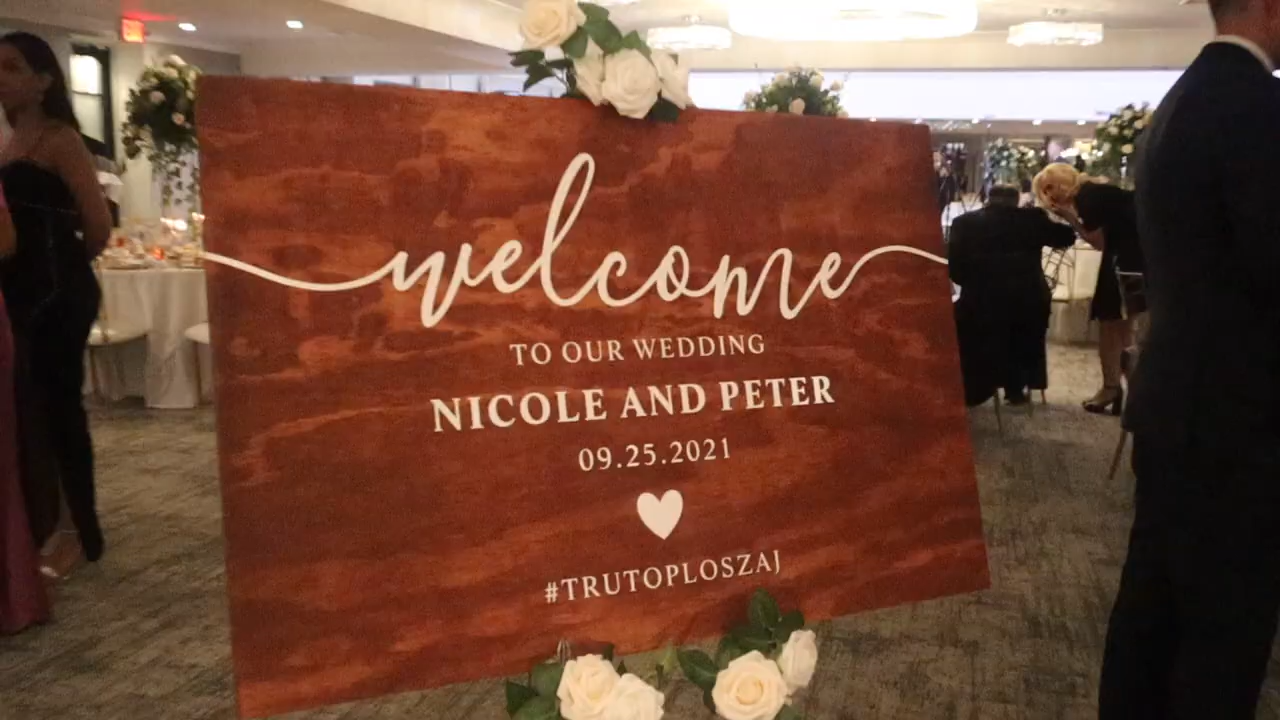 welcome
TO OUR WEDDING
NICOLE AND PETER
09.25.2021
#TRUTOPLOSZAJ